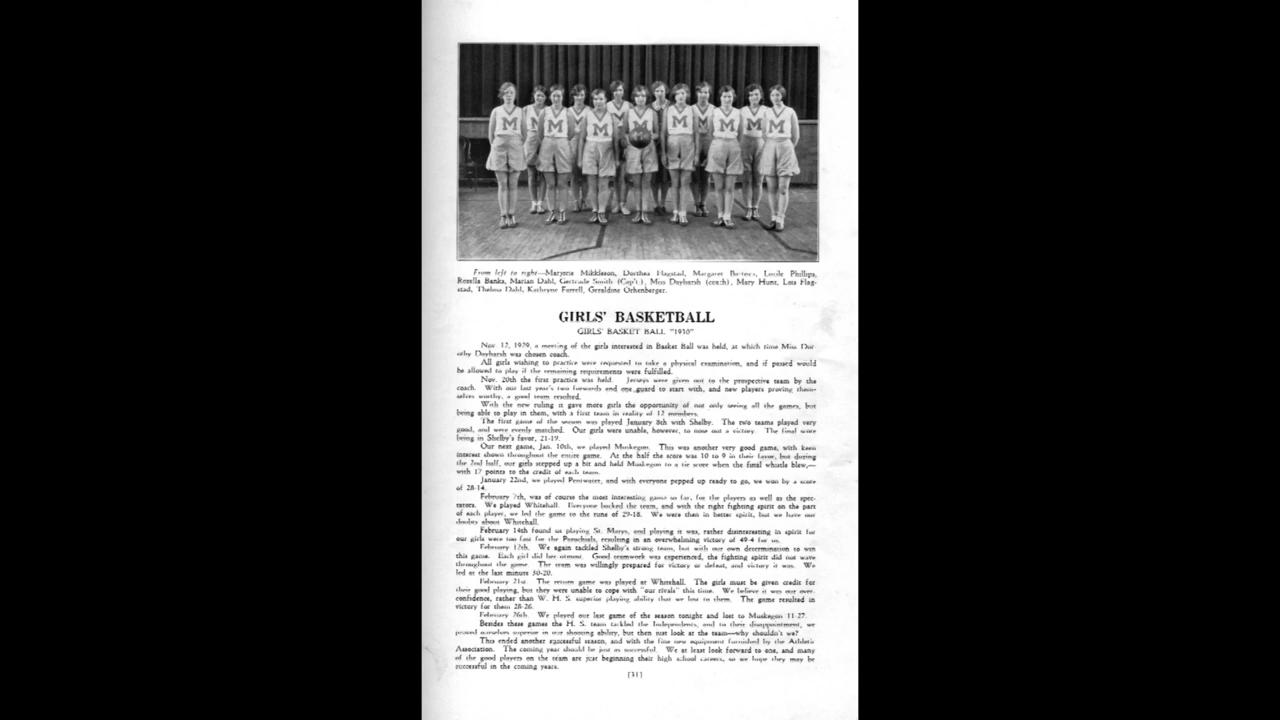 M M M M M M M M M
From left to right—Marjorie Mikkleson, Dorthea Hagstad, Margaret Lucile Phillips,
Rozella Banks, Marian Dahl, Gertrude Smith (Cap't.), Miss Dayharsh (coach), Mary Hunt, Lois Flag-
stad, Thelma Dahl, Kathryne Farrell, Geraldine Ochenberger.
GIRLS' BASKETBALL
GIRLS' BASKET BALL "1930"
Nov. 12, 1929, a meeting of the girls interested in Basket Ball was held, at which time Miss Dor-
othy Dayharsh was chosen coach.
All girls wishing to practice were requested to take a physical examination, and if passed would
be allowed to play if the remaining requirements were fulfilled.
Nov. 20th the first practice was held. Jerseys were given out to the prospective team by the
coach. With our last year's two forwards and one guard to start with, and new players proving them-
selves worthy, a good team resulted.
With the new ruling it gave more girls the opportunity of not only seeing all the games, but
being able to play in them, with a first team in reality of 12 members.
The first game of the season was played January 8th with Shelby. The two teams played very
good, and were evenly matched. Our girls were unable, however, to nose out a victory. The final score
being in Shelby's favor, 21-19.
Our next game, Jan. 10th, we played Muskegon. This was another very good game, with keen
interest shown throughout the entire game. At the half the score was 10 to 9 in their favor, but during
the 2nd half, our girls stepped up a bit and held Muskegon to a tie score when the final whistle blew,—
with 17 points to the credit of each team.
January 22nd, we played Pentwater, and with everyone pepped up ready to go, we won by a score
of 28-14.
February 7th, was of course the most interesting game so far, for the players as well as the spec-
tators. We played Whitehall. Everyone backed the team, and with the right fighting spirit on the part
of each player, we led the game to the tune of 29-18. We were then in better spirit, but we have our
doubts about Whitehall.
February 14th found us playing St. Marys, and playing it was, rather disinteresting in spirit for
our girls were too fast for the Parochials, resulting in an overwhelming victory of 49-4 for us.
February 17th. We again tackled Shelby's strong team, but with our own determination to win
this game. Each girl did her utmost. Good teamwork was experienced, the fighting spirit did not wave
throughout the game. The team was willingly prepared for victory or defeat, and victory it was. We
led at the last minute 30-20.
February 21st. The return game was played at Whitehall. The girls must be given credit for
their good playing, but they were unable to cope with "our rivals" this time. We believe it was our over-
confidence, rather than W. H. S. superior playing ability that we lost to them. The game resulted in
victory for them 28-26.
February 26th. We played our last game of the season tonight and lost to Muskegon 11-27.
Besides these games the H. S. team tackled the Independents, and to their disappointment, we
proved ourselves superior in our shooting ability, but then just look at the team—why shouldn't we?
This ended another successful season, and with the fine new equipment furnished by the Athletic
Association. The coming year should be just as successful. We at least look forward to one, and many
of the good players on the team are just beginning their high school careers, so we hope they may be
successful in the coming years.
[31]